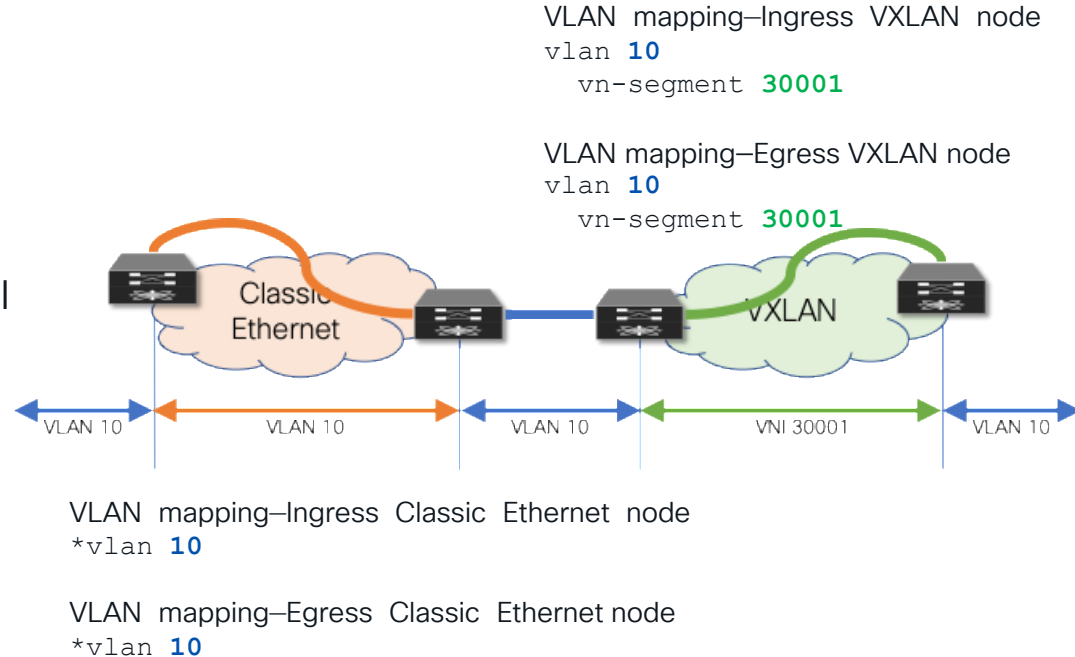 VLAN mapping–Ingress VXLAN node
vlan 10
vn-segment 30001
VLAN mapping–Egress VXLAN node
vlan 10
vn-segment 30001
l
Classic
Ethernet
VXLAN
VLAN 10
VLAN 10
VLAN 10
VNI 30001
VLAN 10
VLAN mapping–Ingress Classic Ethernet node
*vlan 10
VLAN mapping–Egress Classic Ethernet node
*vlan 10